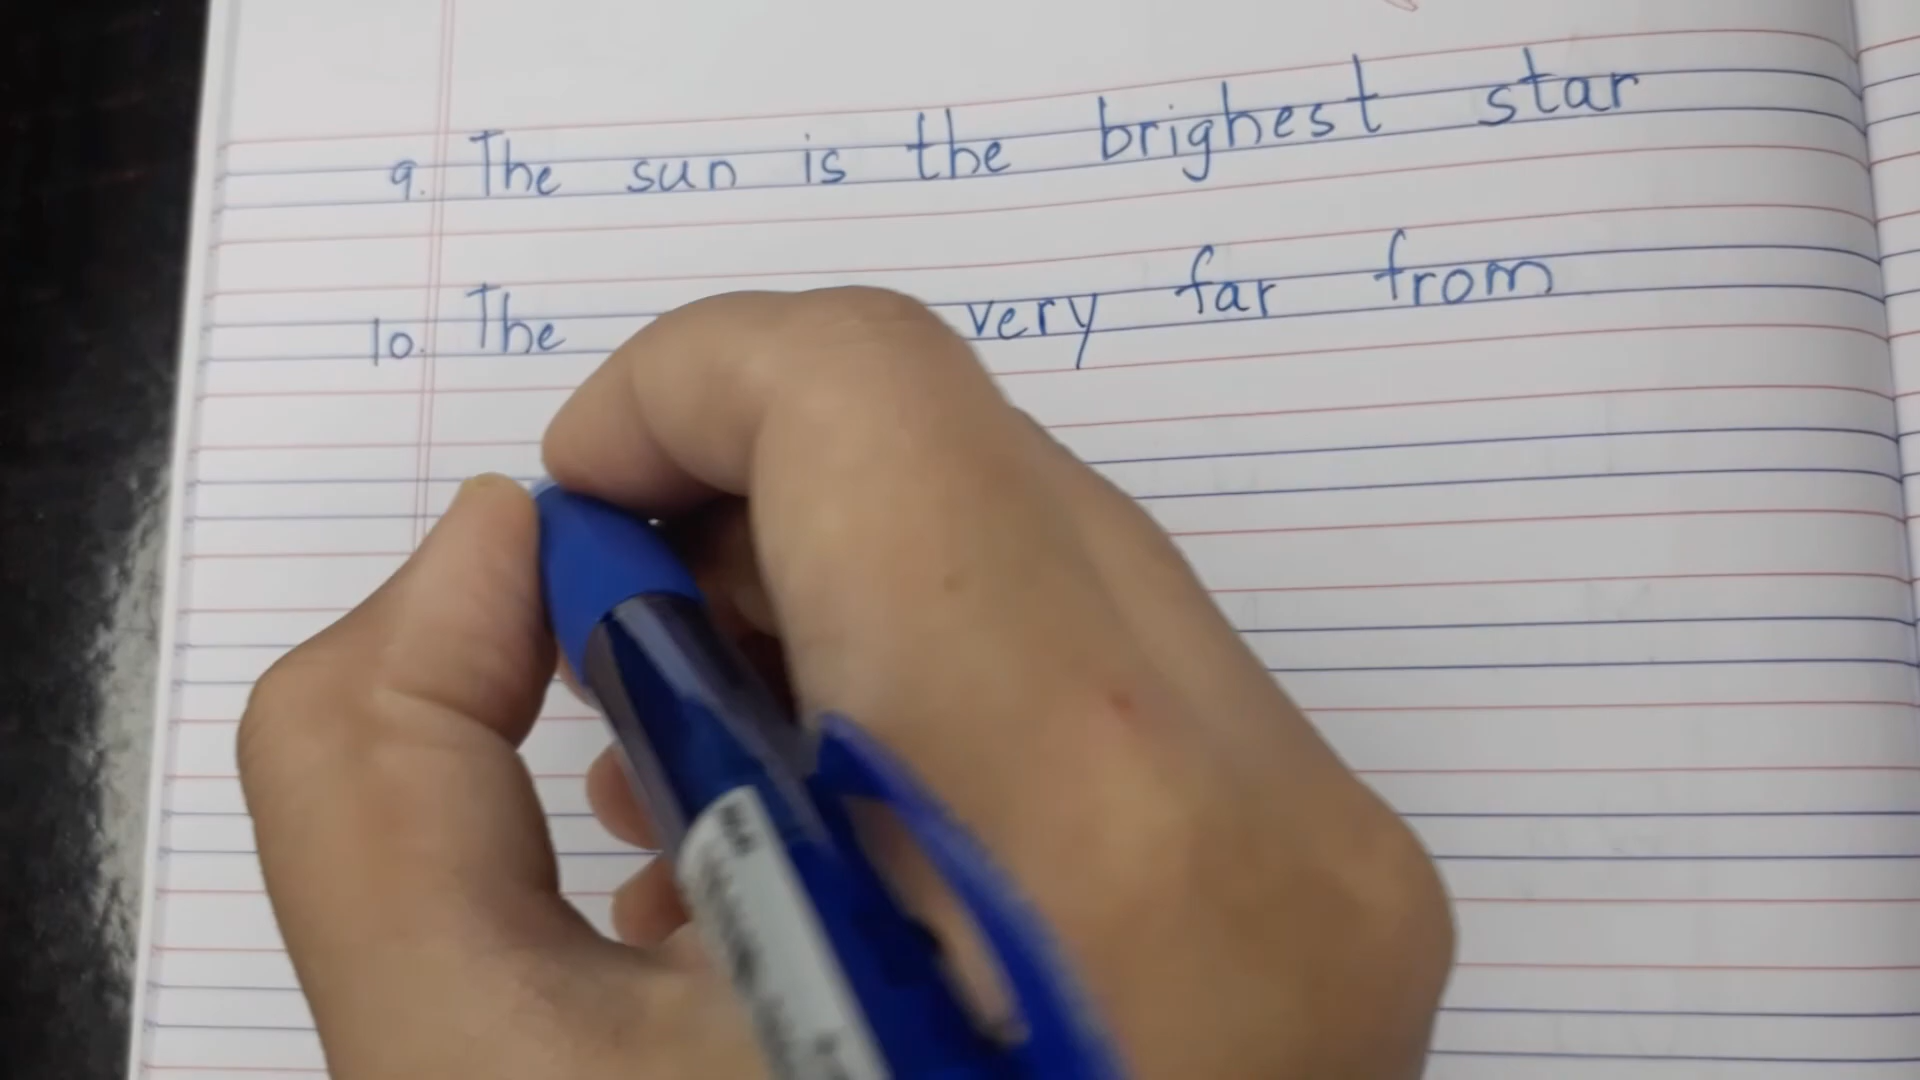 9. The sun is the brighest star
10. The very far from